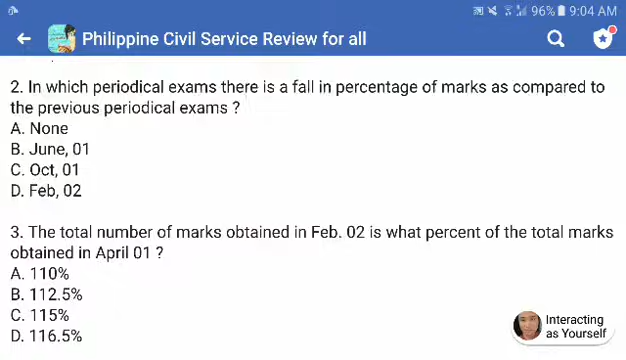 96% 9:04 AM
Philippine Civil Service Review for all
2. In which periodical exams there is a fall in percentage of marks as compared to
the previous periodical exams ?
A. None
B. June, 01
C. Oct, 01
D. Feb, 02
3. The total number of marks obtained in Feb. 02 is what percent of the total marks
obtained in April 01 ?
A. 110%
B. 112.5%
C. 115%
D. 116.5%
Interacting
as Yourself